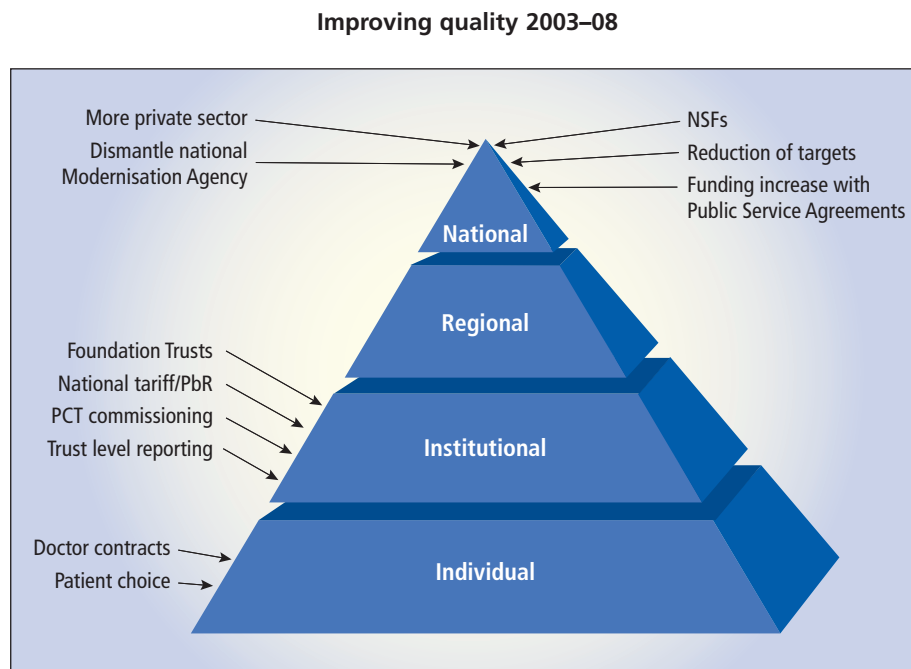 Improving quality 2003–08
More private sector
Dismantle national
Modernisation Agency
NSFs
Reduction of targets
Funding increase with
Public Service Agreements
National
Regional
Foundation Trusts
National tariff/PbR
PCT commissioning
Trust level reporting
Institutional
Doctor contracts
Patient choice
Individual